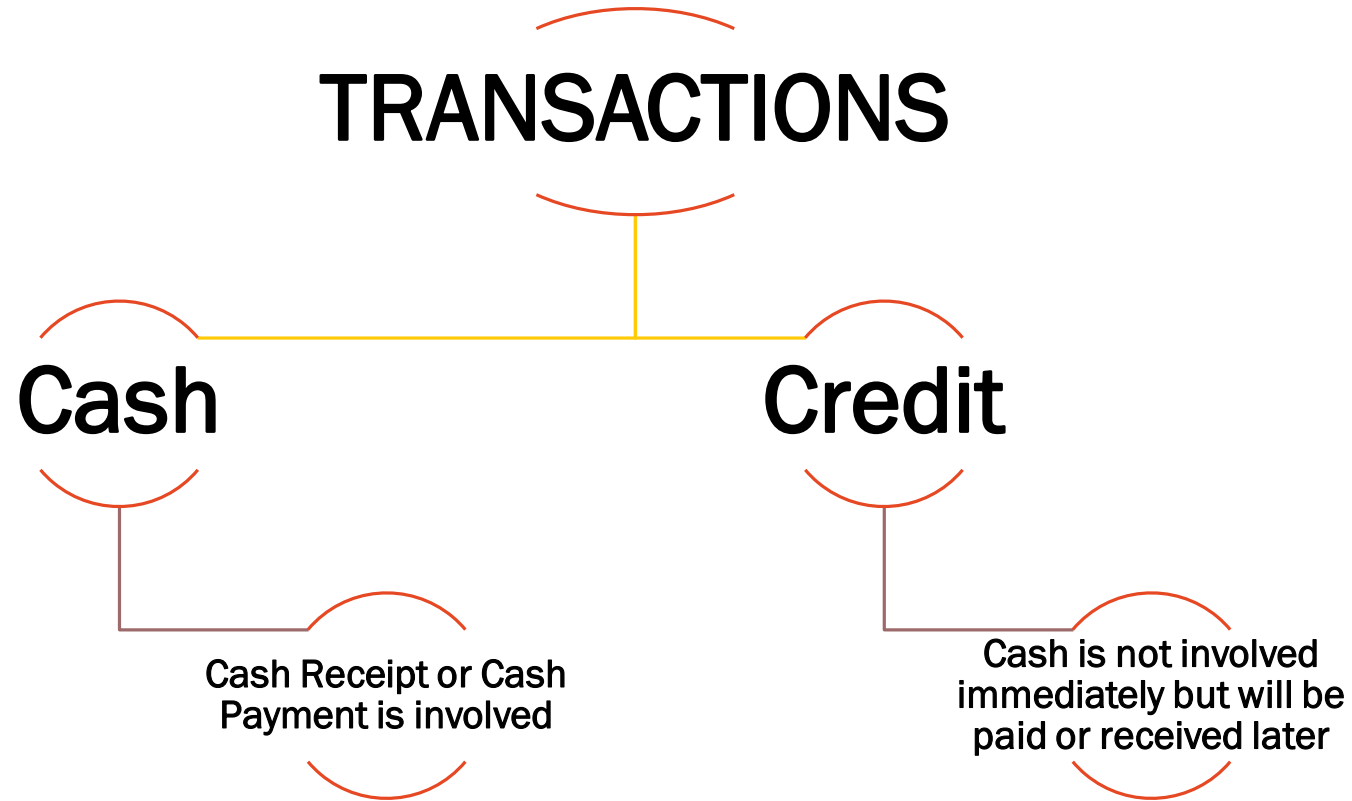 TRANSACTIONS
Cash
Credit
Cash Receipt or Cash
Payment is involved
Cash is not involved
immediately but will be
paid or received later